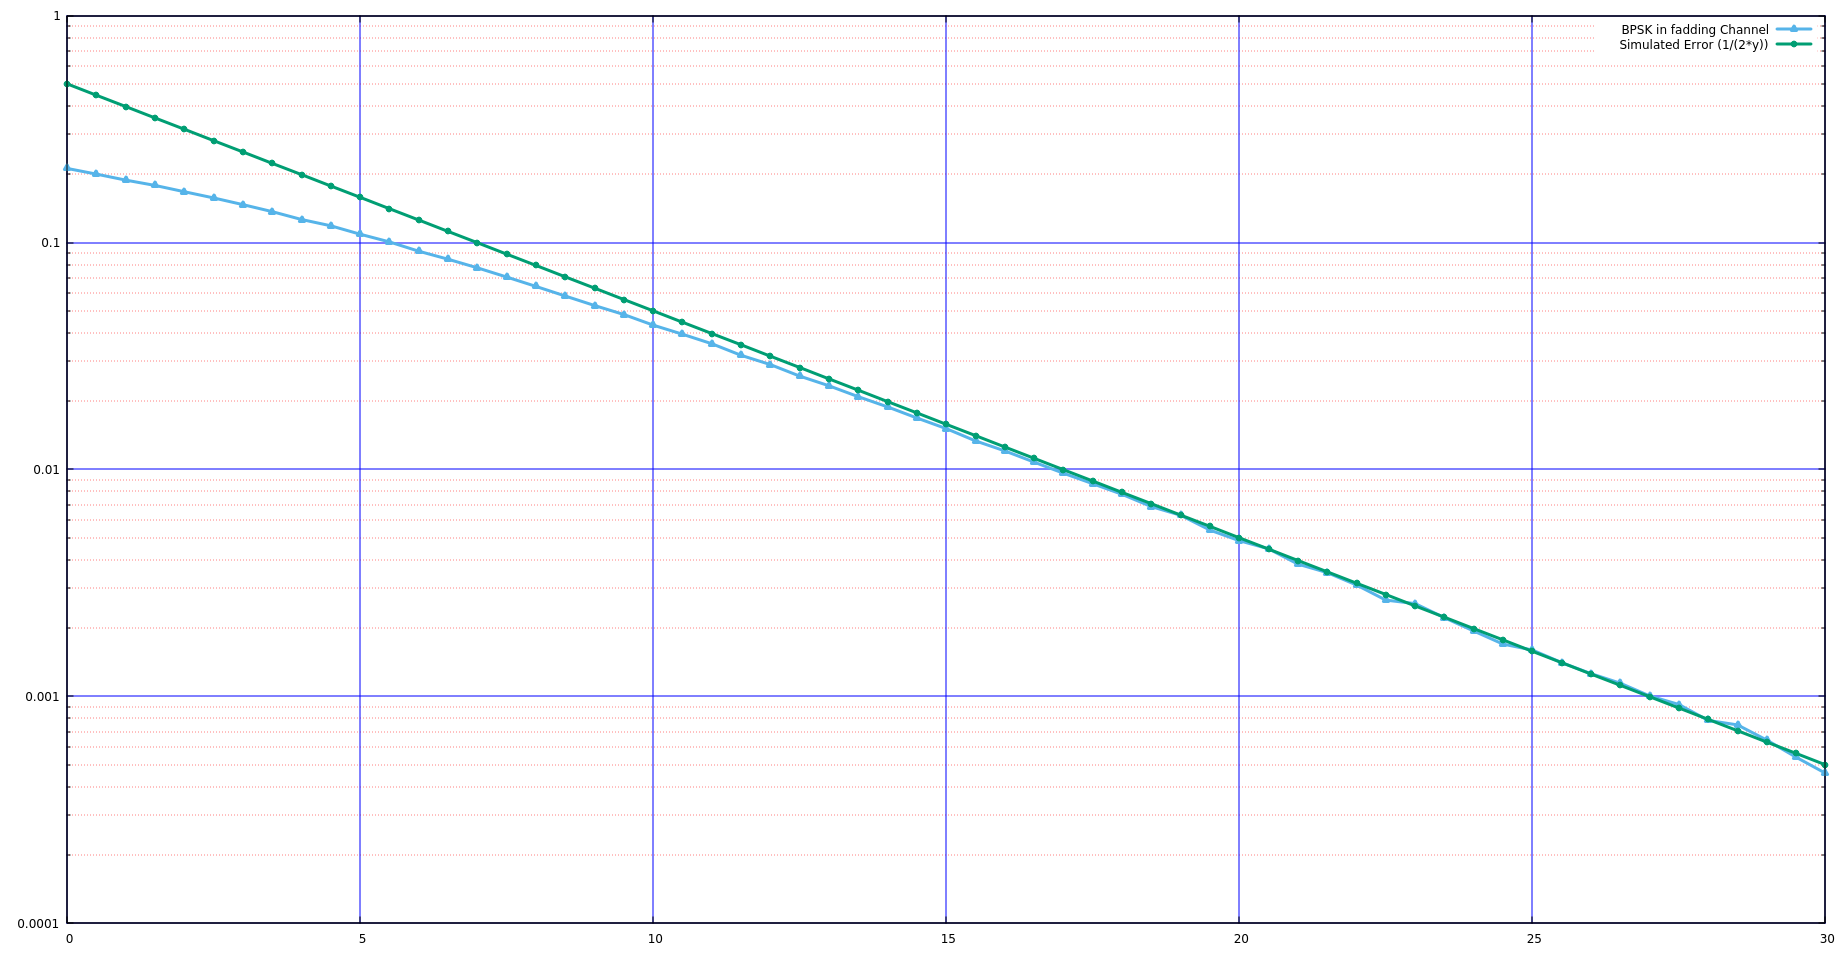 1
BPSK in fadding Channel
Simulated Error (1/(2*y))
0.1
0.01
0.001
0.0001
0 5 10 15 20 25 30